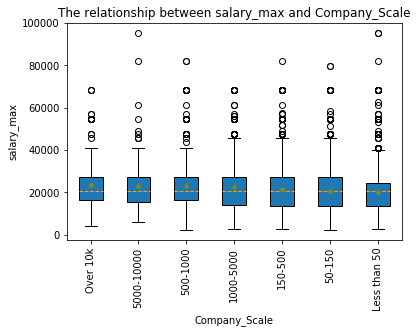 The relationship between salary_max and Company_Scale
100000
80000
60000
40000
20000
0
salary_max
Over 10k
5000-10000
500-1000
1000-5000
150-500
50-150
Less than 50
Company_Scale